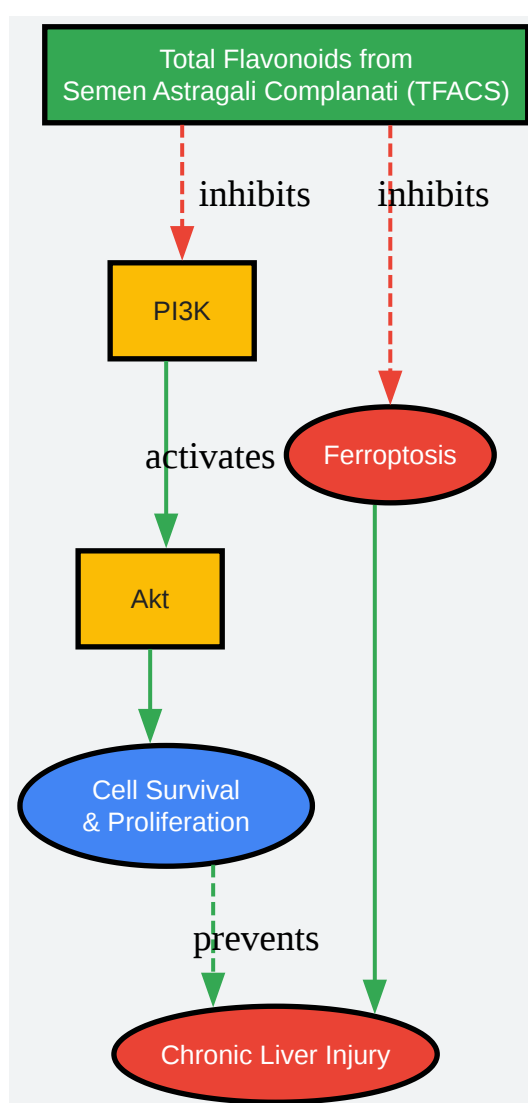 Total Flavonoids from
Semen Astragali Complanati (TFACS)
inhibits
inhibits
PI3K
activates
Ferroptosis
Akt
Cell Survival
& Proliferation
prevents
Chronic Liver Injury